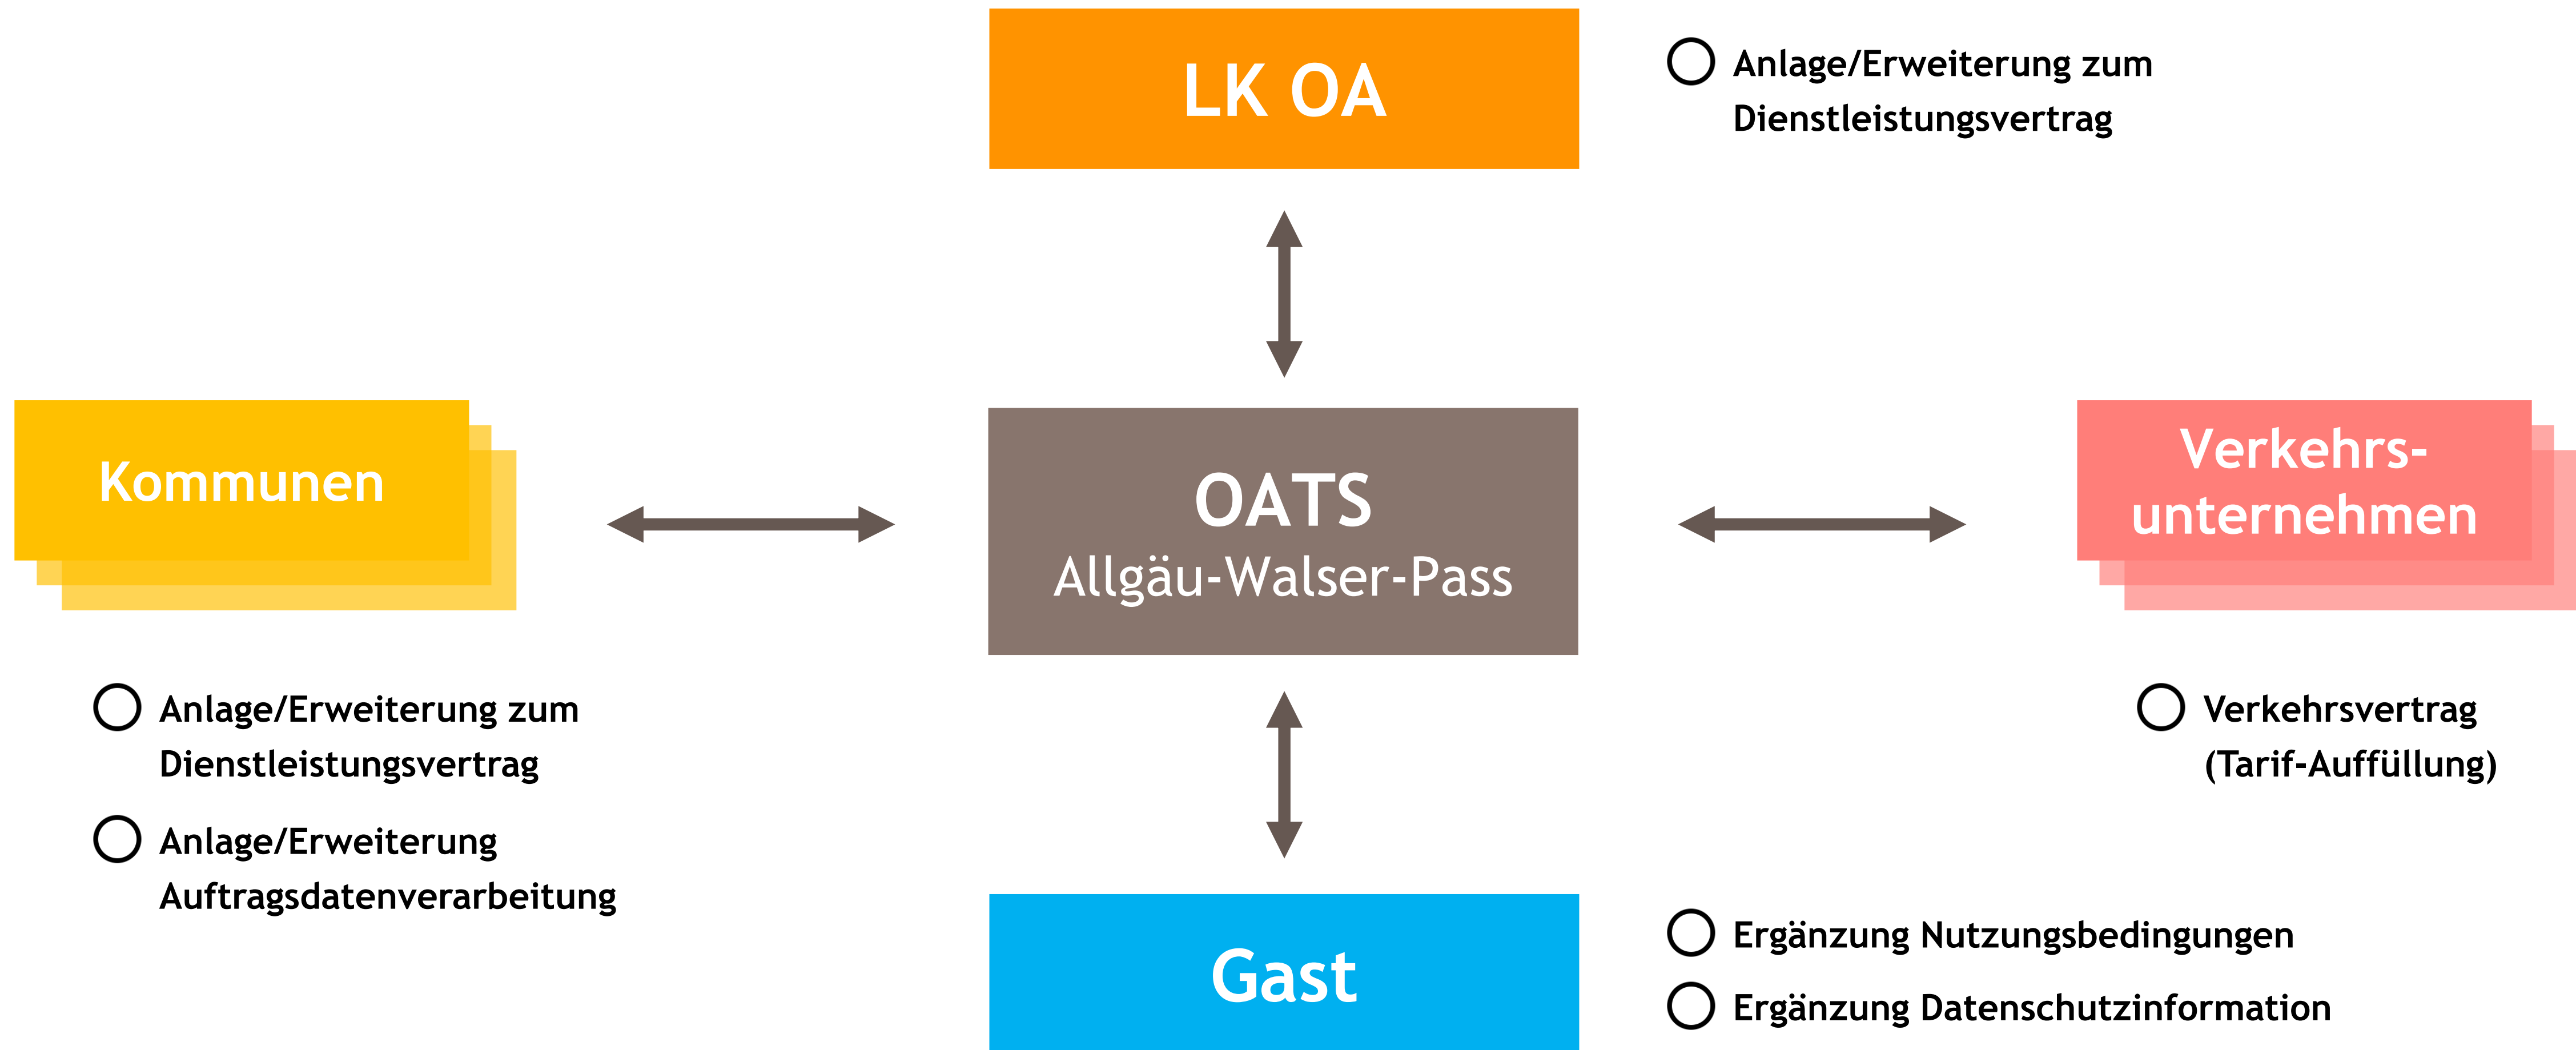 LK OA
Anlage/Erweiterung zum
Dienstleistungsvertrag
Kommunen
OATS
Allgäu-Walser-Pass
Verkehrs-
unternehmen
Anlage/Erweiterung zum
Dienstleistungsvertrag
Anlage/Erweiterung
Auftragsdatenverarbeitung
Verkehrsvertrag
(Tarif-Auffüllung)
Gast
Ergänzung Nutzungsbedingungen
Ergänzung Datenschutzinformation